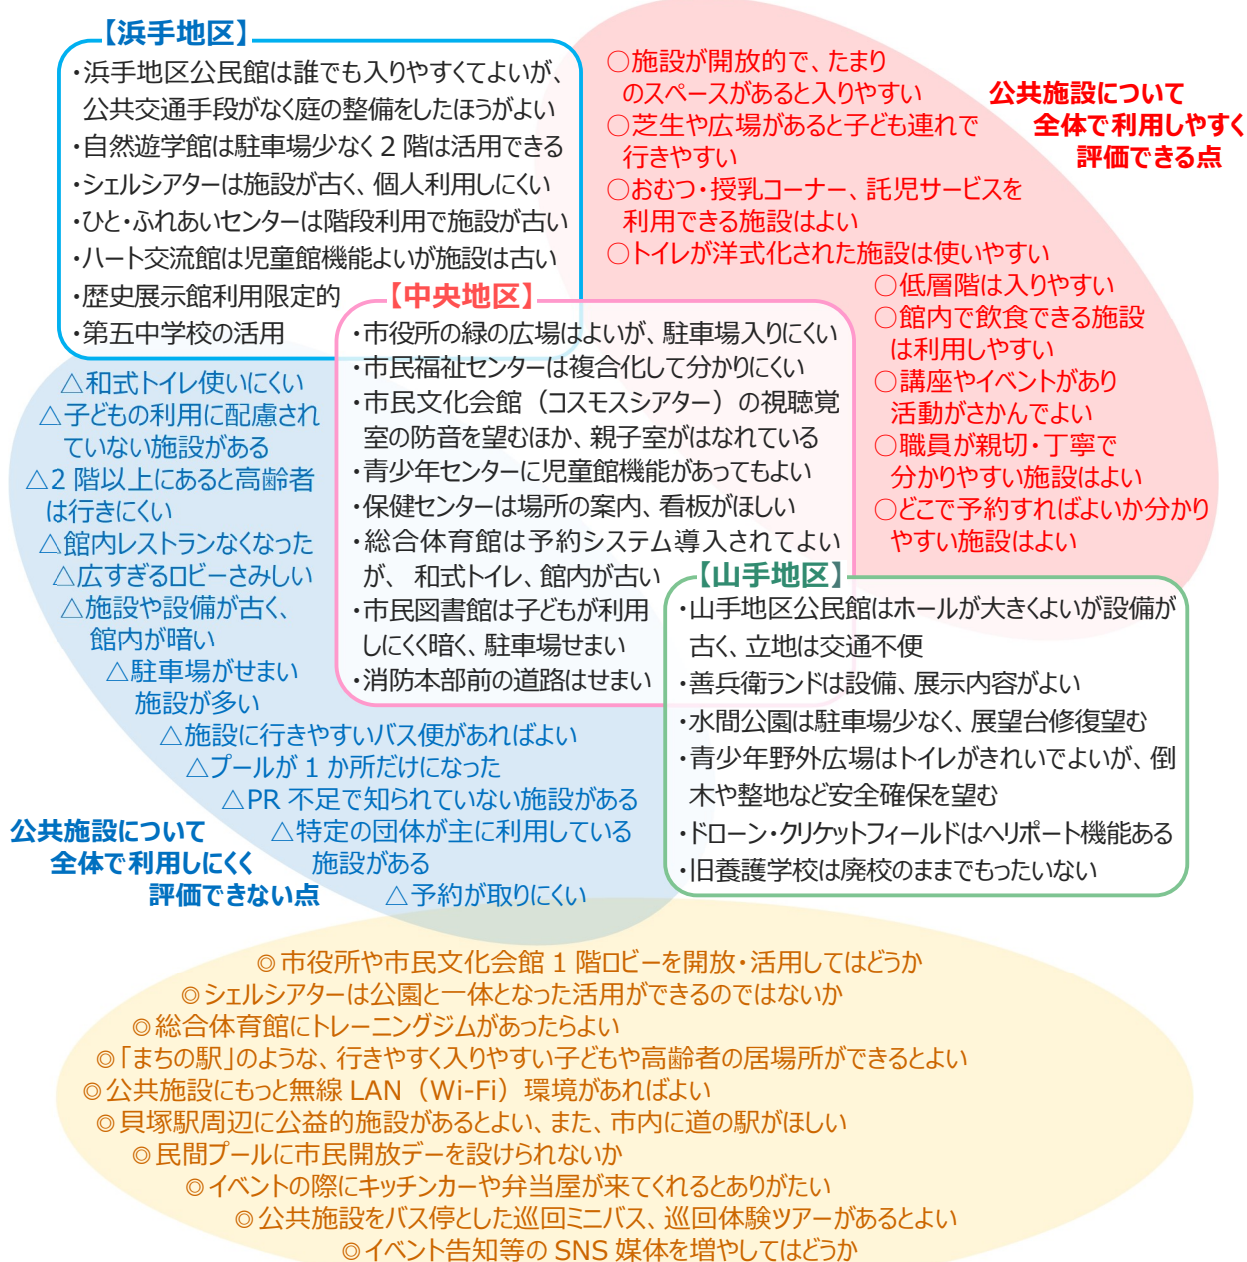 【浜手地区】
・浜手地区公民館は誰でも入りやすくてよいが、
公共交通手段がなく庭の整備をしたほうがよい
・自然遊学館は駐車場少なく2階は活用できる
・シェルシアターは施設が古く、個人利用しにくい
・ひと・ふれあいセンターは階段利用で施設が古い
・ハート交流館は児童館機能よいが施設は古い
・歴史展示館利用限定的
・第五中学校の活用
○施設が開放的で、たまり
のスペースがあると入りやすい
○芝生や広場があると子ども連れで
行きやすい
○おむつ・授乳コーナー、託児サービスを
利用できる施設はよい
○トイレが洋式化された施設は使いやすい
○低層階は入りやすい
○館内で飲食できる施設
は利用しやすい
○講座やイベントがあり
活動がさかんでよい
○職員が親切・丁寧で
分かりやすい施設はよい
○どこで予約すればよいか分かり
やすい施設はよい
公共施設について
全体で利用しやすく
評価できる点
【中央地区】
・市役所の緑の広場はよいが、駐車場入りにくい
・市民福祉センターは複合化して分かりにくい
・市民文化会館（コスモスシアター）の視聴覚
室の防音を望むほか、親子室がはなれている
・青少年センターに児童館機能があってもよい
・保健センターは場所の案内、看板がほしい
・総合体育館は予約システム導入されてよい
が、和式トイレ、館内が古い
・市民図書館は子どもが利用
しにくく暗く、駐車場せまい
・消防本部前の道路はせまい
△和式トイレ使いにくい
△子どもの利用に配慮され
ていない施設がある
△2階以上にあると高齢者
は行きにくい
△館内レストランなくなった
△広すぎるロビーさみしい
△施設や設備が古く、
館内が暗い
△駐車場がせまい
施設が多い
△施設に行きやすいバス便があればよい
△プールが1か所だけになった
△PR不足で知られていない施設がある
△特定の団体が主に利用している
施設がある
△予約が取りにくい
公共施設について
全体で利用しにくく
評価できない点
【山手地区】
・山手地区公民館はホールが大きくよいが設備が
古く、立地は交通不便
・善兵衛ランドは設備、展示内容がよい
・水間公園は駐車場少なく、展望台修復望む
・青少年野外広場はトイレがきれいでよいが、倒
木や整地など安全確保を望む
・ドローン・クリケットフィールドはヘリポート機能ある
・旧養護学校は廃校のままでもったいない
◎市役所や市民文化会館1階ロビーを開放・活用してはどうか
◎シェルシアターは公園と一体となった活用ができるのではないか
◎総合体育館にトレーニングジムがあったらよい
◎「まちの駅」のような、行きやすく入りやすい子どもや高齢者の居場所ができるとよい
◎公共施設にもっと無線LAN（Wi-Fi）環境があればよい
◎貝塚駅周辺に公益的施設があるとよい、また、市内に道の駅がほしい
◎民間プールに市民開放デーを設けられないか
◎イベントの際にキッチンカーや弁当屋が来てくれるとありがたい
◎公共施設をバス停とした巡回ミニバス、巡回体験ツアーがあるとよい
◎イベント告知等のSNS媒体を増やしてはどうか